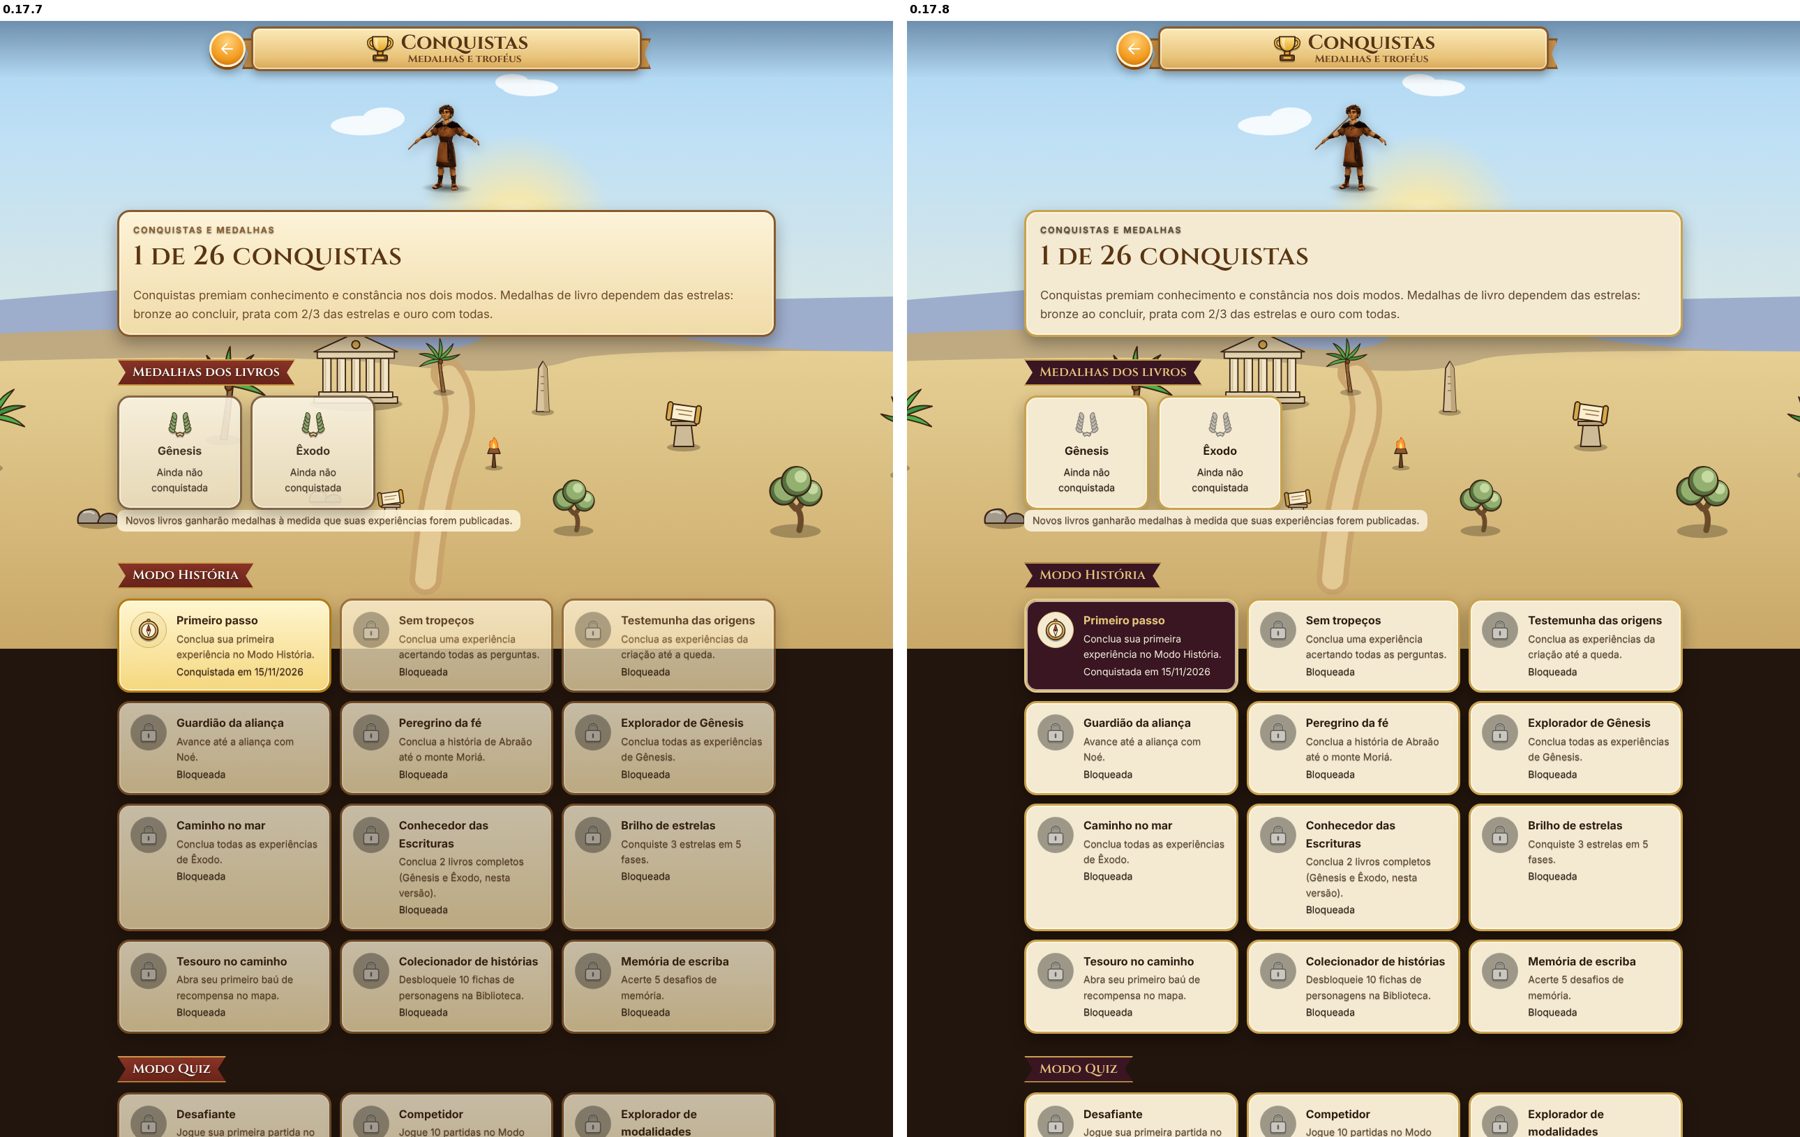 0.17.7
Conquistas
Medalhas e troféus
CONQUISTAS E MEDALHAS
1 de 26 conquistas
Conquistas premiam conhecimento e constância nos dois modos. Medalhas de livro dependem das estrelas:
bronze ao concluir, prata com 2/3 das estrelas e ouro com todas.
Medalhas dos livros
Gênesis
Ainda não
conquistada
Êxodo
Ainda não
conquistada
Novos livros ganharão medalhas à medida que suas experiências forem publicadas.
Modo História
Primeiro passo
Conclua sua primeira
experiência no Modo História.
Conquistada em 15/11/2026
Sem tropeços
Conclua uma experiência
acertando todas as perguntas.
Bloqueada
Testemunha das origens
Conclua as experiências da
criação até a queda.
Bloqueada
Guardião da aliança
Avance até a aliança com
Noé.
Bloqueada
Peregrino da fé
Conclua a história de Abraão
até o monte Moriá.
Bloqueada
Explorador de Gênesis
Conclua todas as experiências
de Gênesis.
Bloqueada
Caminho no mar
Conclua todas as experiências
de Êxodo.
Bloqueada
Conhecedor das
Escrituras
Conclua 2 livros completos
(Gênesis e Êxodo, nesta
versão).
Bloqueada
Brilho de estrelas
Conquiste 3 estrelas em 5
fases.
Bloqueada
Tesouro no caminho
Abra seu primeiro baú de
recompensa no mapa.
Bloqueada
Colecionador de histórias
Desbloqueie 10 fichas de
personagens na Biblioteca.
Bloqueada
Memória de escriba
Acerte 5 desafios de
memória.
Bloqueada
Modo Quiz
Desafiante
Jogue sua primeira partida no
Competidor
Jogue 10 partidas no Modo
Explorador de
modalidades
0.17.8
Conquistas
Medalhas e troféus
CONQUISTAS E MEDALHAS
1 de 26 conquistas
Conquistas premiam conhecimento e constância nos dois modos. Medalhas de livro dependem das estrelas:
bronze ao concluir, prata com 2/3 das estrelas e ouro com todas.
Medalhas dos livros
Gênesis
Ainda não
conquistada
Êxodo
Ainda não
conquistada
Novos livros ganharão medalhas à medida que suas experiências forem publicadas.
Modo História
Primeiro passo
Conclua sua primeira
experiência no Modo História.
Conquistada em 15/11/2026
Sem tropeços
Conclua uma experiência
acertando todas as perguntas.
Bloqueada
Testemunha das origens
Conclua as experiências da
criação até a queda.
Bloqueada
Guardião da aliança
Avance até a aliança com
Noé.
Bloqueada
Peregrino da fé
Conclua a história de Abraão
até o monte Moriá.
Bloqueada
Explorador de Gênesis
Conclua todas as experiências
de Gênesis.
Bloqueada
Caminho no mar
Conclua todas as experiências
de Êxodo.
Bloqueada
Conhecedor das
Escrituras
Conclua 2 livros completos
(Gênesis e Êxodo, nesta
versão).
Bloqueada
Brilho de estrelas
Conquiste 3 estrelas em 5
fases.
Bloqueada
Tesouro no caminho
Abra seu primeiro baú de
recompensa no mapa.
Bloqueada
Colecionador de histórias
Desbloqueie 10 fichas de
personagens na Biblioteca.
Bloqueada
Memória de escriba
Acerte 5 desafios de
memória.
Bloqueada
Modo Quiz
Desafiante
Jogue sua primeira partida no
Competidor
Jogue 10 partidas no Modo
Explorador de
modalidades